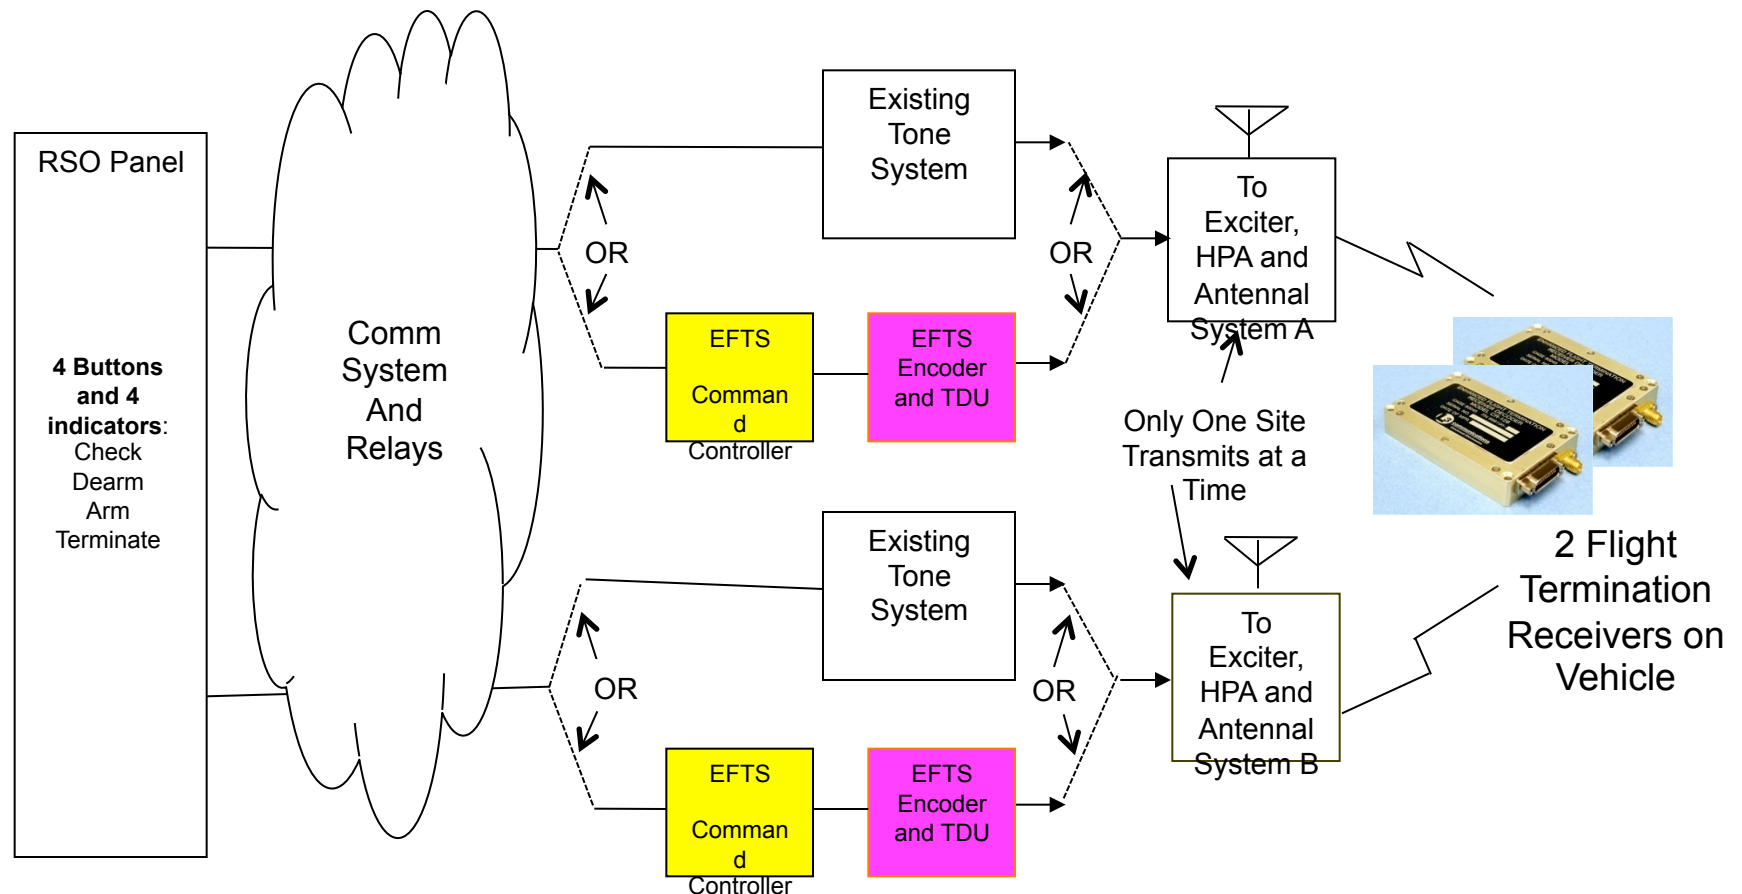 RSO Panel
4 Buttons
and 4
indicators:
Check
Dearm
Arm
Terminate
Comm
System
And
Relays
OR
Existing
Tone
System
EFTS
Comman
d
Controller
EFTS
Encoder
and TDU
OR
To
Exciter,
HPA and
Antennal
System A
Only One Site
Transmits at a
Time
OR
Existing
Tone
System
EFTS
Comman
d
Controller
EFTS
Encoder
and TDU
OR
To
Exciter,
HPA and
Antennal
System B
2 Flight
Termination
Receivers on
Vehicle